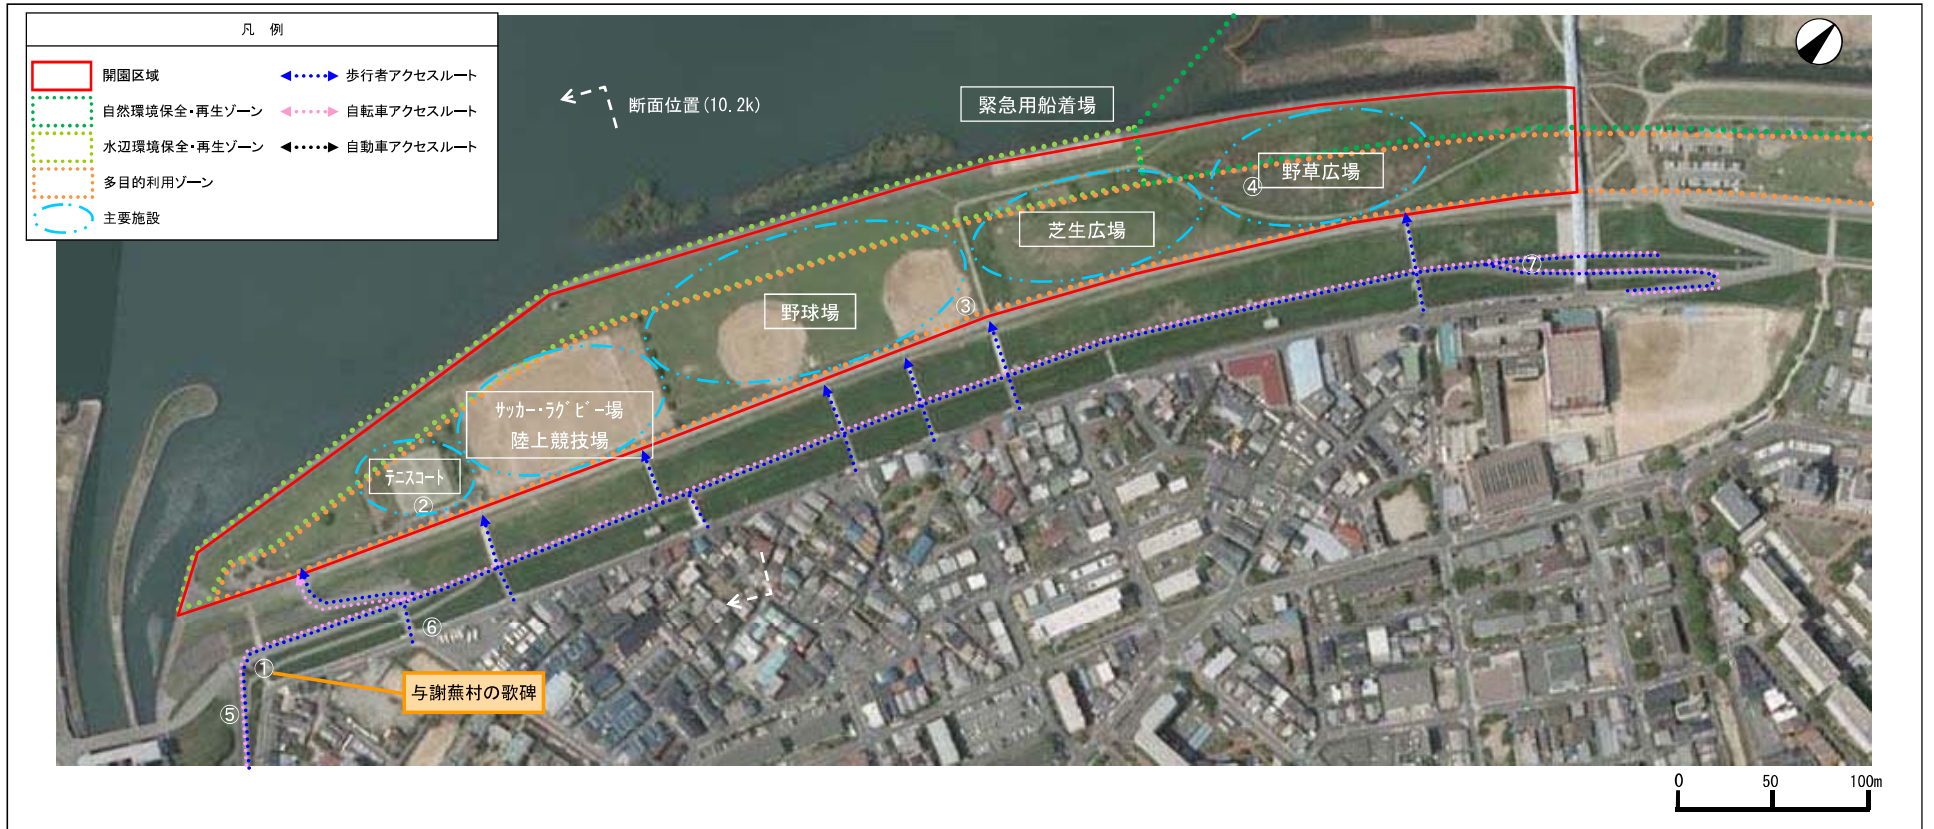 凡 例
開園区域
自然環境保全・再生ゾーン
水辺環境保全・再生ゾーン
多目的利用ゾーン
主要施設
歩行者アクセスルート
自転車アクセスルート
自動車アクセスルート
断面位置(10.2k)
緊急用船着場
野草広場
④
芝生広場
⑦
野球場
③
サッカー・ラグビー場
陸上競技場
テニスコート
②
⑥
①
与謝蕪村の歌碑
⑤
0 50 100m